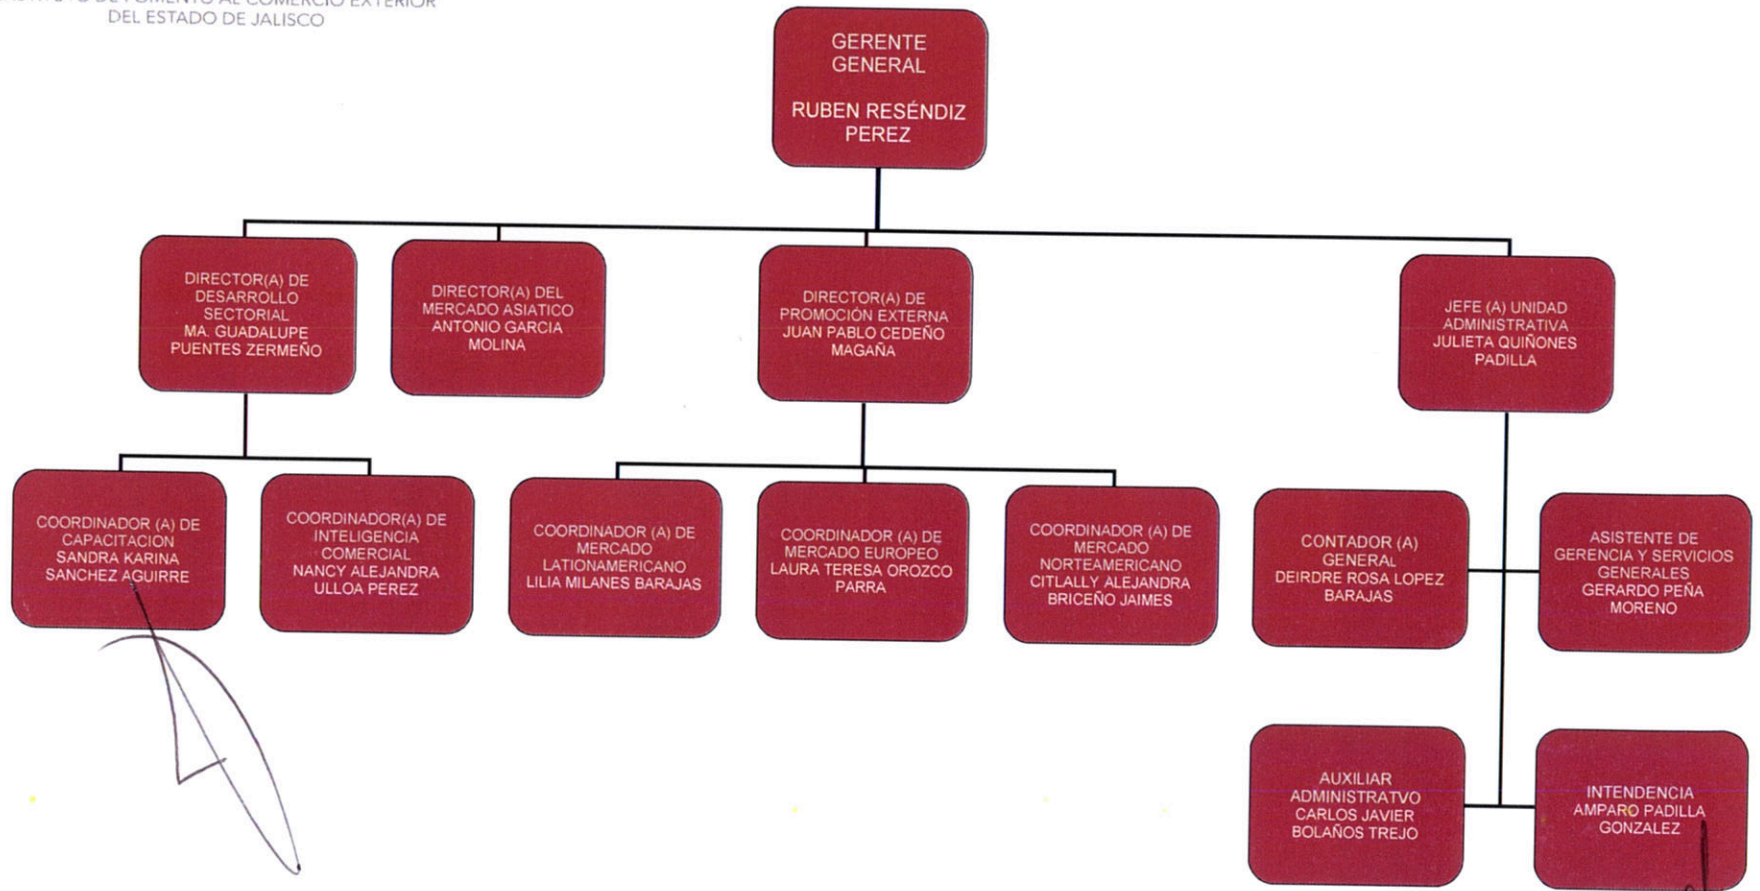 DE FOMENTO AL COMERCIO EXTERIOR
DEL ESTADO DE JALISCO
GERENTE
GENERAL
RUBEN RESÉNDIZ
PEREZ
DIRECTOR(A) DE
DESARROLLO
SECTORIAL
MA. GUADALUPE
PUENTES ZERMEÑO
DIRECTOR(A) DEL
MERCADO ASIATICO
ANTONIO GARCIA
MOLINA
DIRECTOR(A) DE
PROMOCIÓN EXTERNA
JUAN PABLO CEDEÑO
MAGAÑA
JEFE (A) UNIDAD
ADMINISTRATIVA
JULIETA QUIÑONES
PADILLA
COORDINADOR (A) DE
CAPACITACION
SANDRA KARINA
SANCHEZ AGUIRRE
COORDINADOR(A) DE
INTELIGENCIA
COMERCIAL
NANCY ALEJANDRA
ULLOA PEREZ
COORDINADOR (A) DE
MERCADO
LATIONAMERICANO
LILIA MILANES BARAJAS
COORDINADOR (A) DE
MERCADO EUROPEO
LAURA TERESA OROZCO
PARRA
COORDINADOR (A) DE
MERCADO
NORTEAMERICANO
CITLALLY ALEJANDRA
BRICEÑO JAIMES
CONTADOR (A)
GENERAL
DEIRDRE ROSA LOPEZ
BARAJAS
ASISTENTE DE
GERENCIA Y SERVICIOS
GENERALES
GERARDO PEÑA
MORENO
AUXILIAR
ADMINISTRATVO
CARLOS JAVIER
BOLAÑOS TREJO
INTENDENCIA
AMPARO PADILLA
GONZALEZ